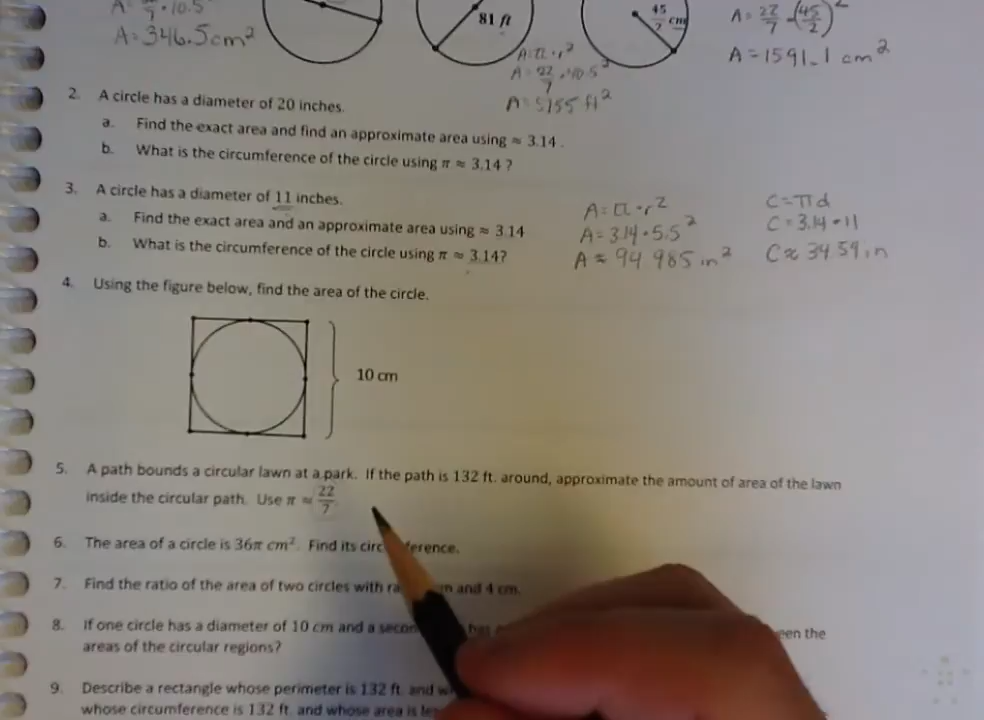 A = 22/7 · 10.5
A = 346.5 cm²
81 ft
A = π · r²
A = 22/7 · 40.5²
A = 5155 ft²
45/2 cm
A = 22/7 · (45/2)²
A = 1591.1 cm²
2. A circle has a diameter of 20 inches.
a. Find the exact area and find an approximate area using ≈ 3.14 .
b. What is the circumference of the circle using π ≈ 3.14 ?
3. A circle has a diameter of 11 inches.
a. Find the exact area and an approximate area using ≈ 3.14
b. What is the circumference of the circle using π ≈ 3.14?
A = π · r²
A = 3.14 · 5.5²
A ≈ 94.985 in²
C = π d
C = 3.14 · 11
C ≈ 34.54 in
4. Using the figure below, find the area of the circle.
10 cm
5. A path bounds a circular lawn at a park. If the path is 132 ft. around, approximate the amount of area of the lawn
inside the circular path. Use π ≈ 22/7
6. The area of a circle is 36π cm². Find its
7. Find the ratio of the area of two circles with and 4 cm.
8. If one circle has a diameter of 10 cm and a the
areas of the circular regions?
9. Describe a rectangle whose perimeter is 132 ft. and
whose circumference is 132 ft. and whose area is